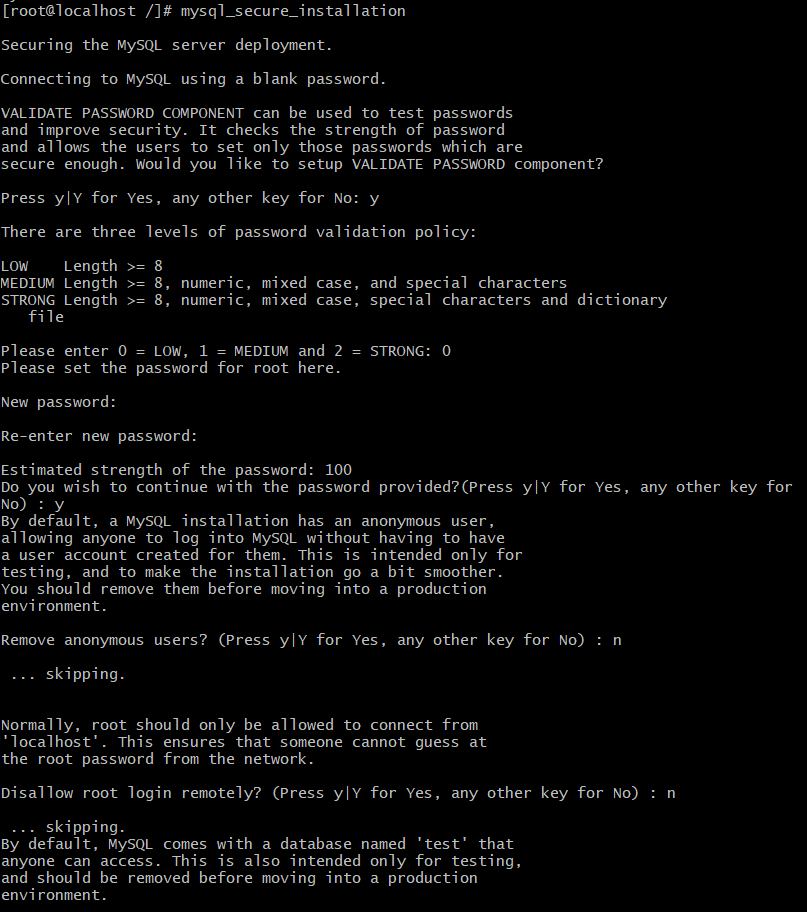 [root@localhost /]# mysql_secure_installation
Securing the MySQL server deployment.
Connecting to MySQL using a blank password.
VALIDATE PASSWORD COMPONENT can be used to test passwords
and improve security. It checks the strength of password
and allows the users to set only those passwords which are
secure enough. Would you like to setup VALIDATE PASSWORD component?
Press y|Y for Yes, any other key for No: y
There are three levels of password validation policy:
LOW    Length >= 8
MEDIUM Length >= 8, numeric, mixed case, and special characters
STRONG Length >= 8, numeric, mixed case, special characters and dictionary
   file
Please enter 0 = LOW, 1 = MEDIUM and 2 = STRONG: 0
Please set the password for root here.
New password:
Re-enter new password:
Estimated strength of the password: 100
Do you wish to continue with the password provided?(Press y|Y for Yes, any other key for
No) : y
By default, a MySQL installation has an anonymous user,
allowing anyone to log into MySQL without having to have
a user account created for them. This is intended only for
testing, and to make the installation go a bit smoother.
You should remove them before moving into a production
environment.
Remove anonymous users? (Press y|Y for Yes, any other key for No) : n
 ... skipping.
Normally, root should only be allowed to connect from
'localhost'. This ensures that someone cannot guess at
the root password from the network.
Disallow root login remotely? (Press y|Y for Yes, any other key for No) : n
 ... skipping.
By default, MySQL comes with a database named 'test' that
anyone can access. This is also intended only for testing,
and should be removed before moving into a production
environment.